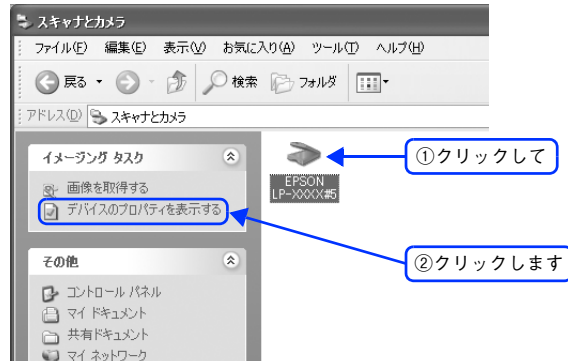 スキャナとカメラ
ファイル(F) 編集(E) 表示(V) お気に入り(A) ツール(T) ヘルプ(H)
戻る 検索 フォルダ
アドレス(D) スキャナとカメラ
イメージング タスク
画像を取得する
デバイスのプロパティを表示する
EPSON
LP-XXXX#5
①クリックして
②クリックします
その他
コントロール パネル
マイ ドキュメント
共有ドキュメント
マイ ネットワーク